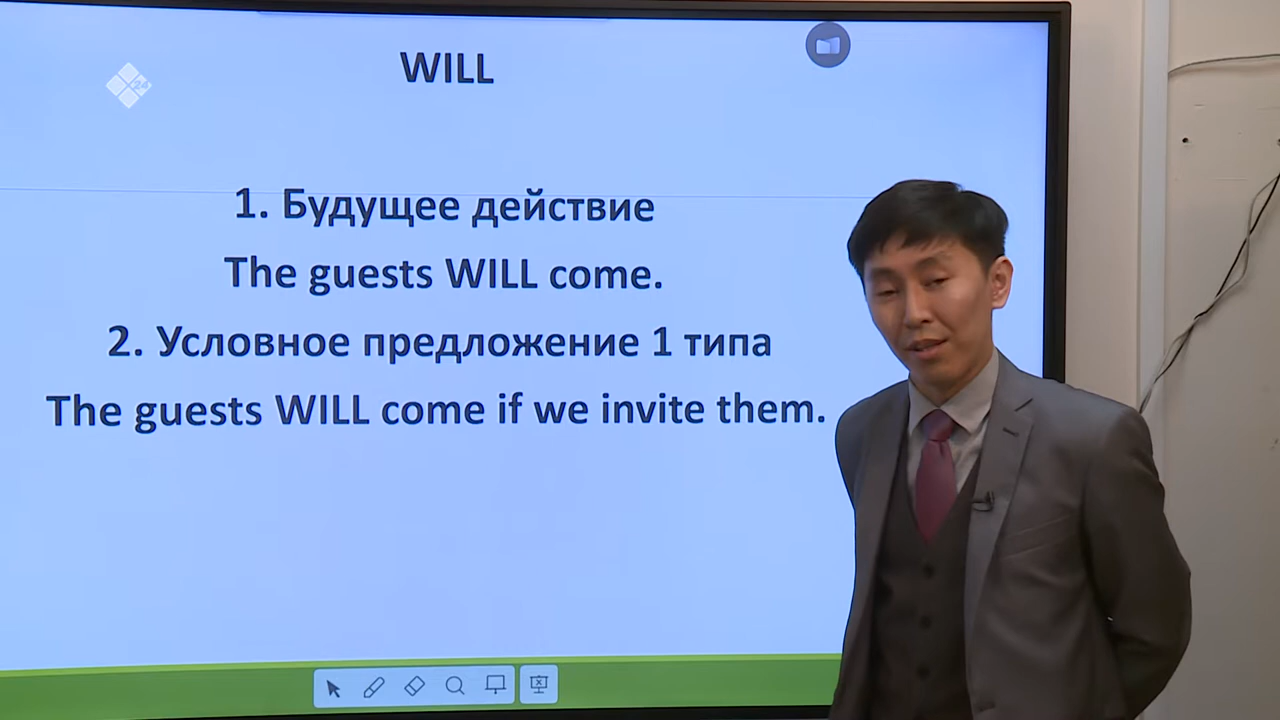 WILL
24
1. Будущее действие
The guests WILL come.
2. Условное предложение 1 типа
The guests WILL come if we invite them.